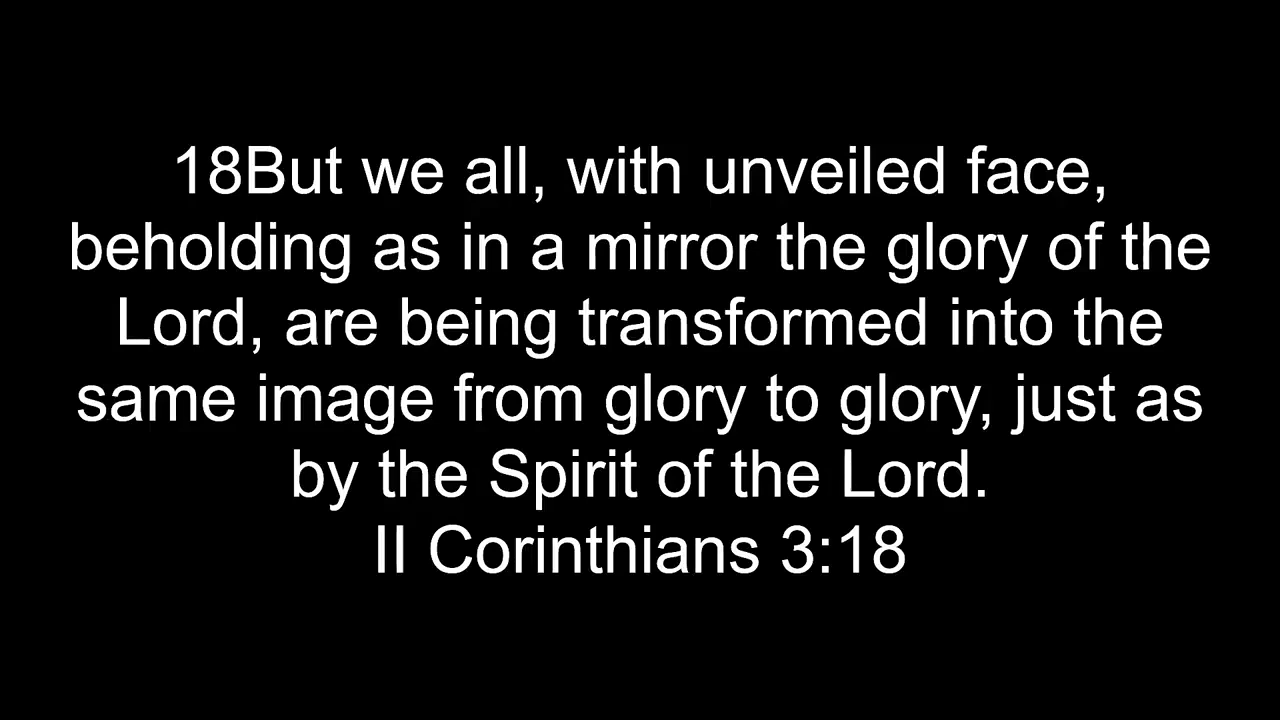 18But we all, with unveiled face,
beholding as in a mirror the glory of the
Lord, are being transformed into the
same image from glory to glory, just as
by the Spirit of the Lord.
II Corinthians 3:18